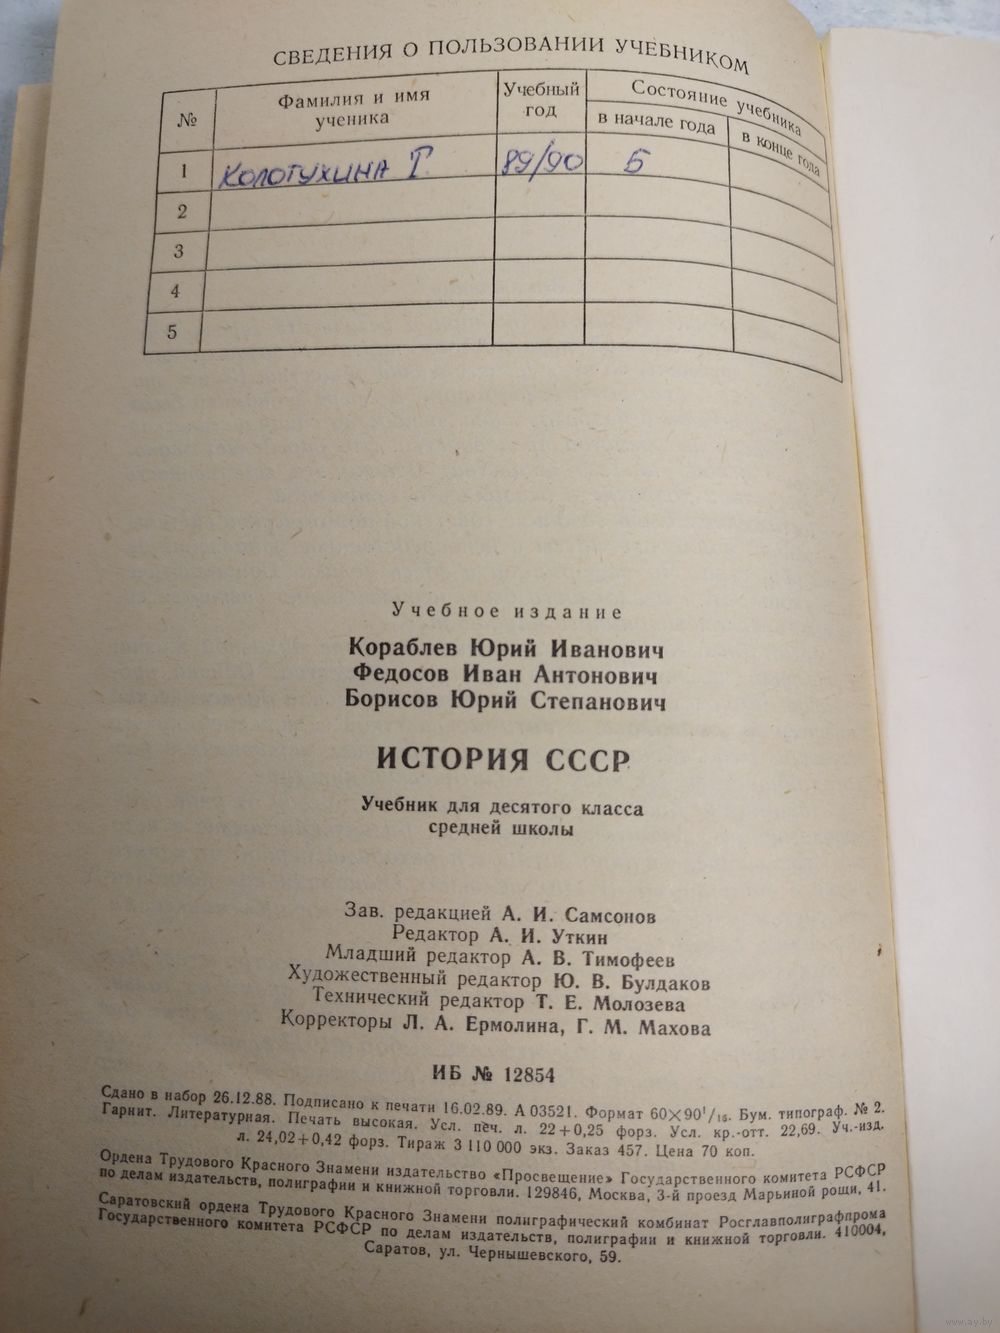 СВЕДЕНИЯ О ПОЛЬЗОВАНИИ УЧЕБНИКОМ
№
Фамилия и имя
ученика
Учебный
год
Состояние учебника
в начале года
в конце года
1 Колотухина Т. 89/90 Б
2
3
4
5
Учебное издание
Кораблев Юрий Иванович
Федосов Иван Антонович
Борисов Юрий Степанович
ИСТОРИЯ СССР
Учебник для десятого класса
средней школы
Зав. редакцией А. И. Самсонов
Редактор А. И. Уткин
Младший редактор А. В. Тимофеев
Художественный редактор Ю. В. Булдаков
Технический редактор Т. Е. Молозева
Корректоры Л. А. Ермолина, Г. М. Махова
ИБ № 12854
Сдано в набор 26.12.88. Подписано к печати 16.02.89. А 03521. Формат 60×90¹/₁₆. Бум. типограф. № 2.
Гарнит. Литературная. Печать высокая. Усл. печ. л. 22+0,25 форз. Усл. кр.-отт. 22,69. Уч.-изд.
л. 24,02+0,42 форз. Тираж 3 110 000 экз. Заказ 457. Цена 70 коп.
Ордена Трудового Красного Знамени издательство «Просвещение» Государственного комитета РСФСР
по делам издательств, полиграфии и книжной торговли. 129846, Москва, 3-й проезд Марьиной рощи, 41.
Саратовский ордена Трудового Красного Знамени полиграфический комбинат Росглавполиграфпрома
Государственного комитета РСФСР по делам издательств, полиграфии и книжной торговли. 410004,
Саратов, ул. Чернышевского, 59.
www.ay.by